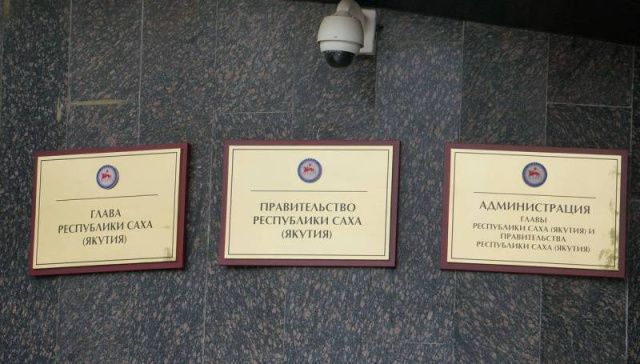 ГЛАВА
РЕСПУБЛИКИ САХА
(ЯКУТИЯ)
ПРАВИТЕЛЬСТВО
РЕСПУБЛИКИ САХА
(ЯКУТИЯ)
АДМИНИСТРАЦИЯ
ГЛАВЫ
РЕСПУБЛИКИ САХА (ЯКУТИЯ) И
ПРАВИТЕЛЬСТВА
РЕСПУБЛИКИ САХА (ЯКУТИЯ)